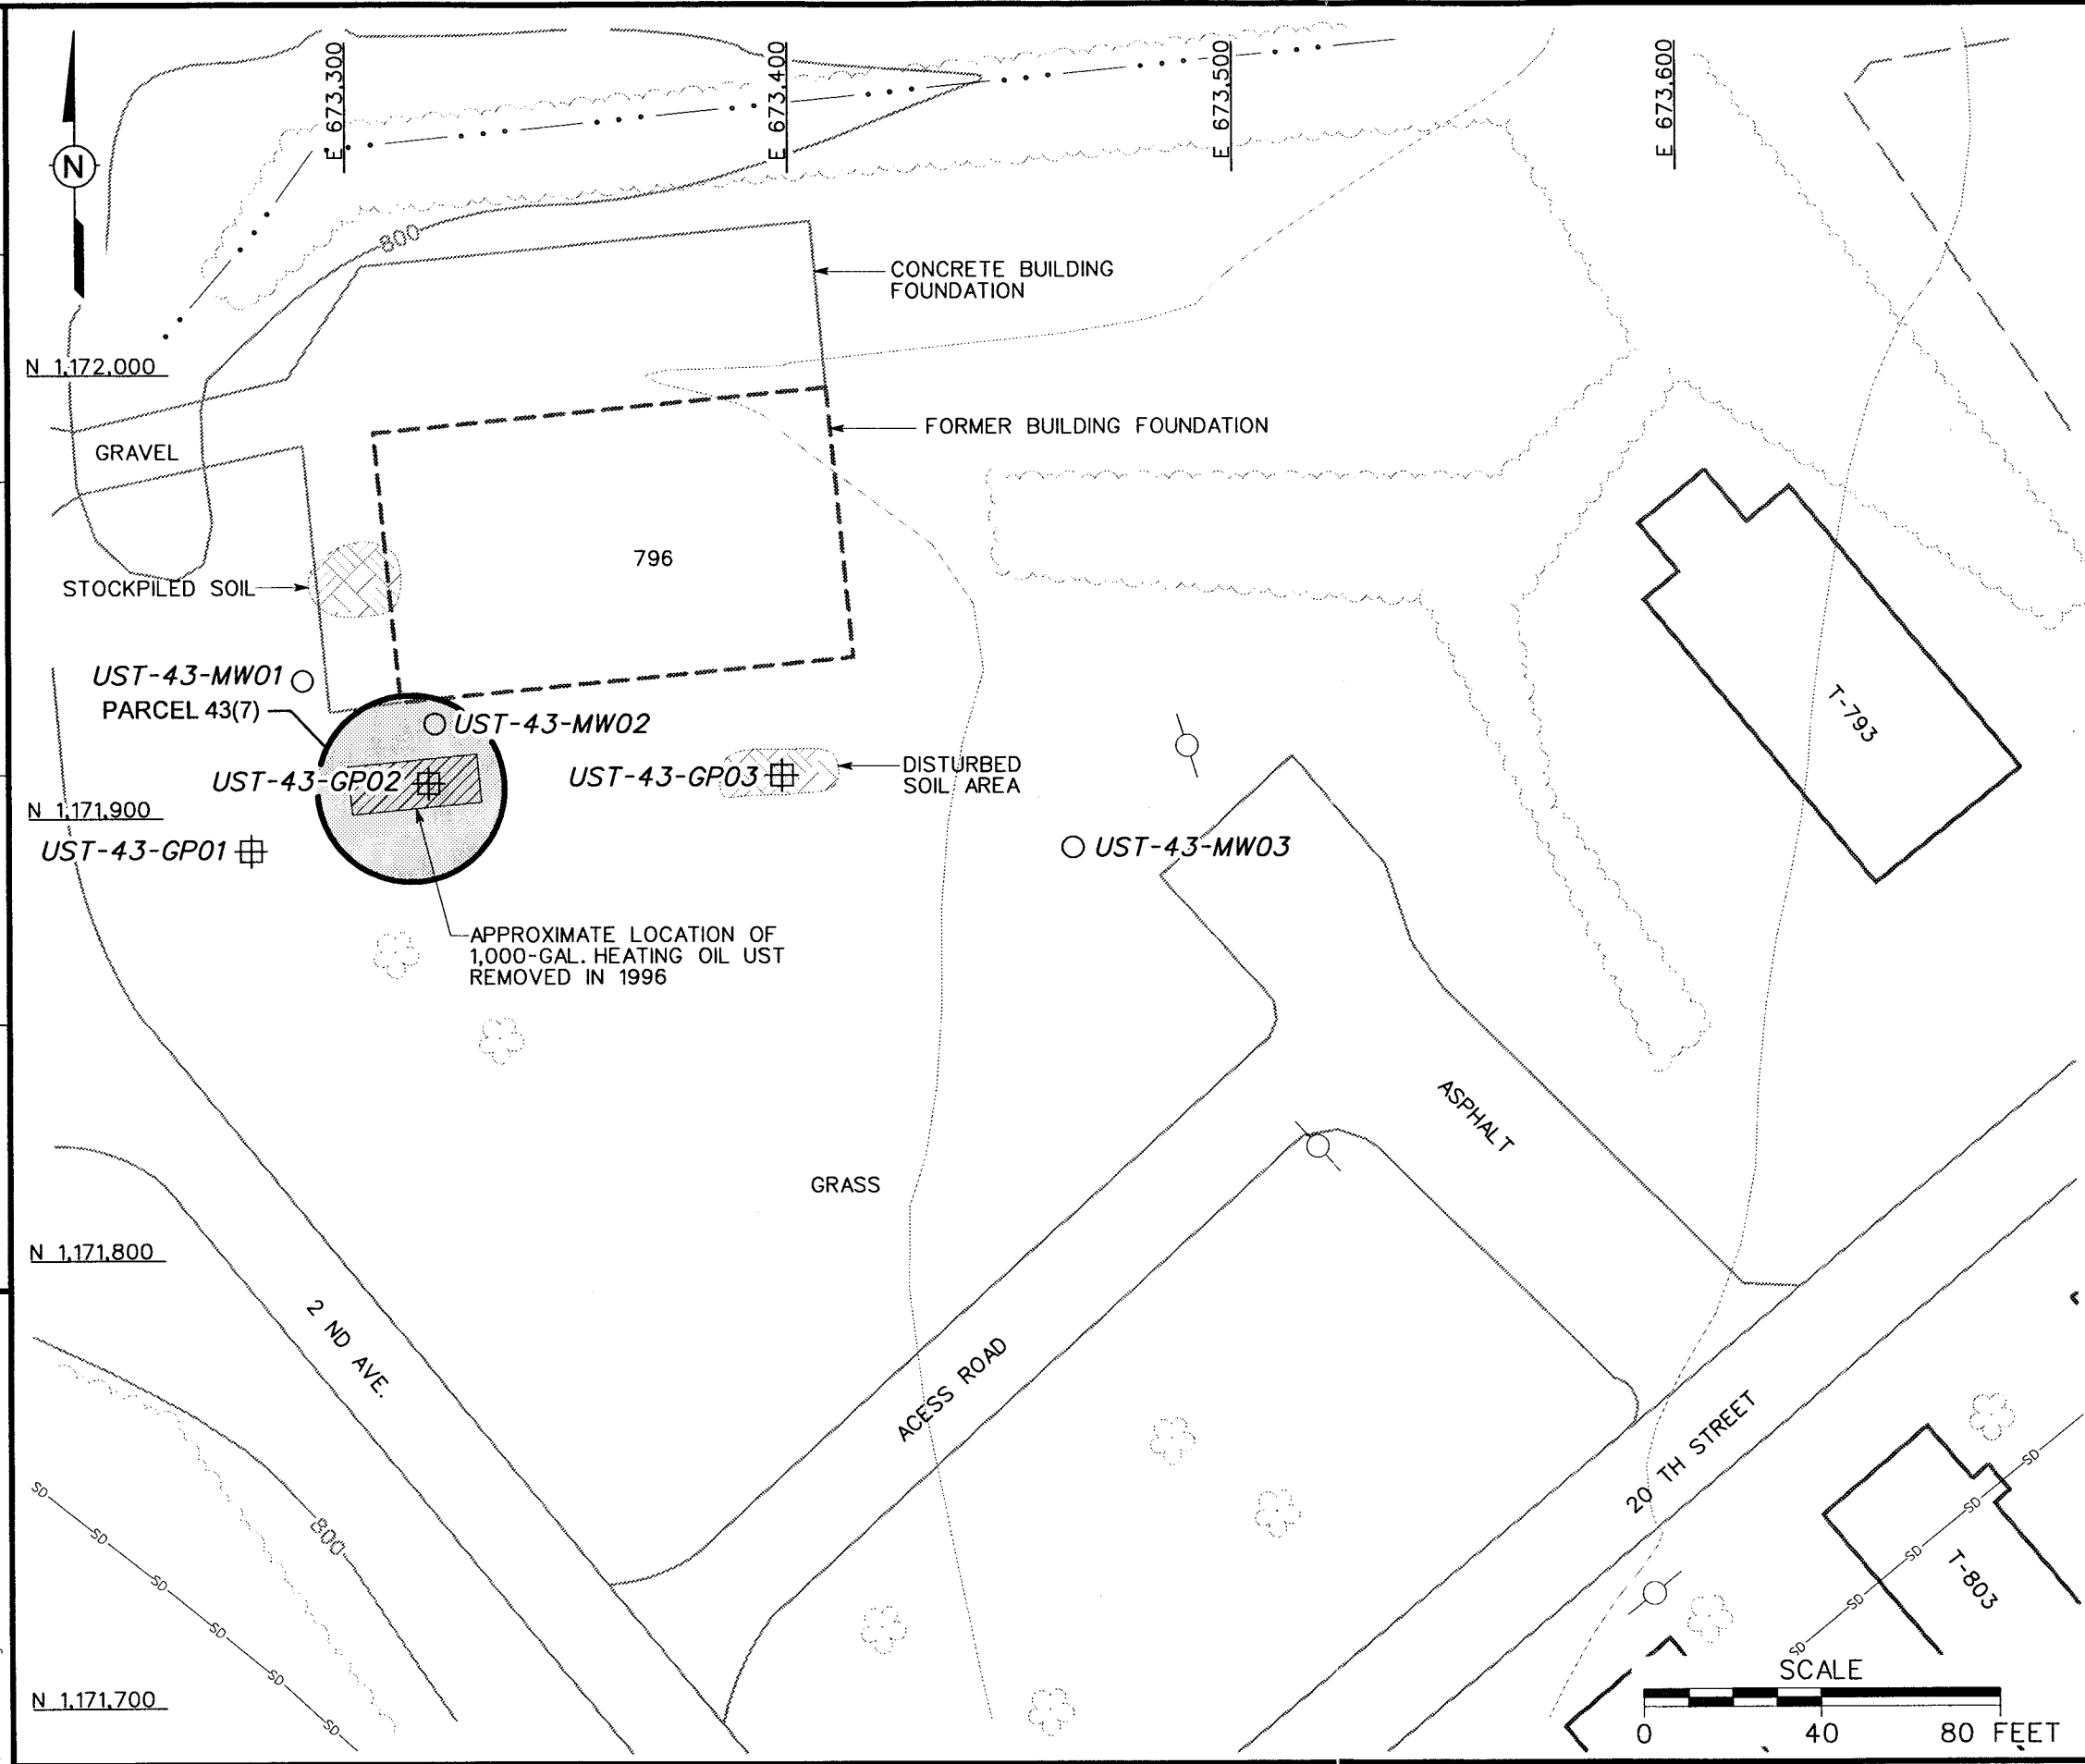 E 673,300
E 673,400
E 673,500
E 673,600
N
800
CONCRETE BUILDING
FOUNDATION
N 1,172,000
FORMER BUILDING FOUNDATION
GRAVEL
796
STOCKPILED SOIL
UST-43-MW01
PARCEL 43(7)
UST-43-MW02
T-793
UST-43-GP02
UST-43-GP03
DISTURBED
SOIL AREA
N 1,171,900
UST-43-GP01
UST-43-MW03
APPROXIMATE LOCATION OF
1,000-GAL. HEATING OIL UST
REMOVED IN 1996
ASPHALT
GRASS
N 1,171,800
2 ND AVE.
ACESS ROAD
20 TH STREET
SD
SD
SD
SD
SD
SD
800
SD
SD
SD
SD
SD
T-803
N 1,171,700
SCALE
0 40 80 FEET